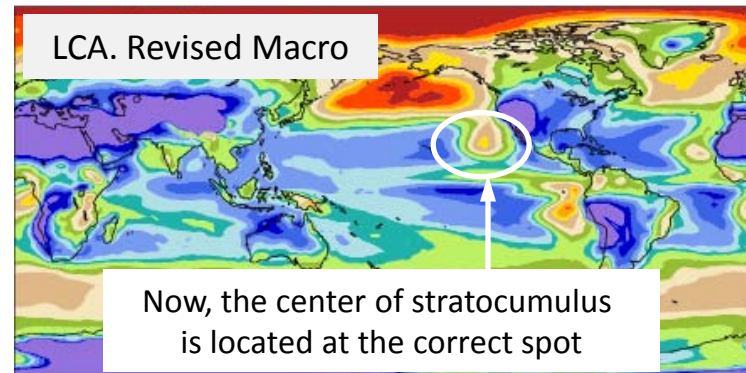 LCA. Revised Macro
Now, the center of stratocumulus
is located at the correct spot